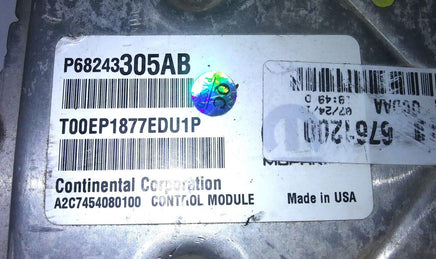 P68243305AB
T00EP1877EDU1P
Continental Corporation
A2C7454080100 CONTROL MODULE
Made in USA